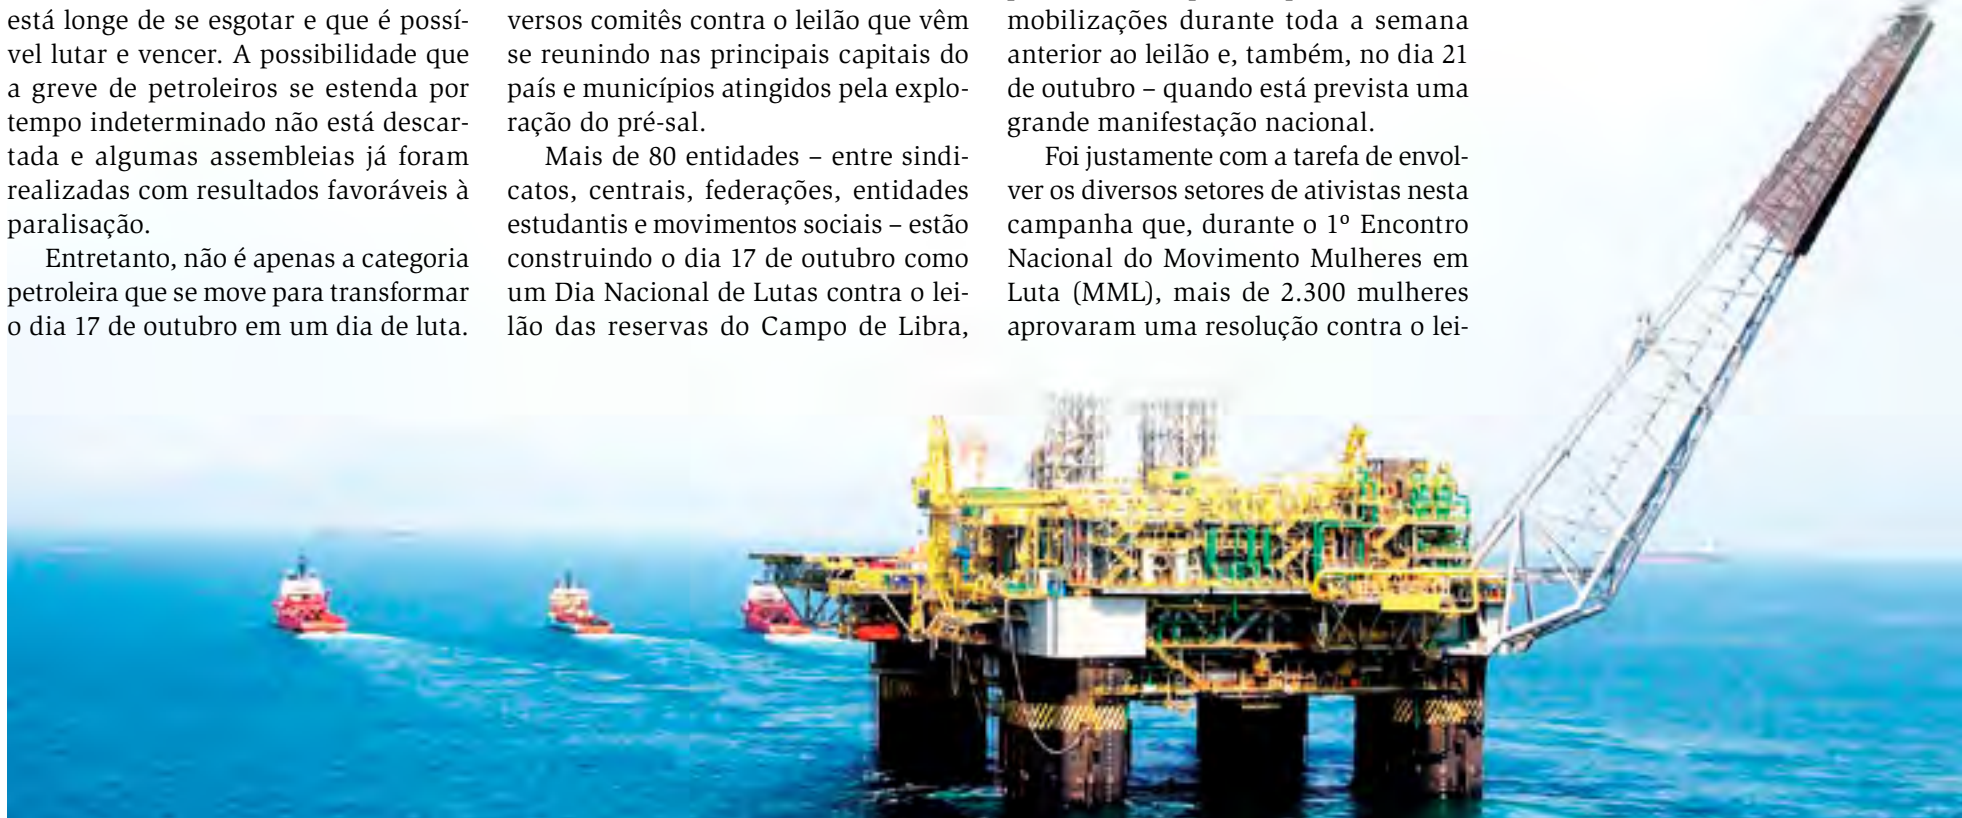 está longe de se esgotar e que é possí-
vel lutar e vencer. A possibilidade que
a greve de petroleiros se estenda por
tempo indeterminado não está descar-
tada e algumas assembleias já foram
realizadas com resultados favoráveis à
paralisação.
Entretanto, não é apenas a categoria
petroleira que se move para transformar
o dia 17 de outubro em um dia de luta.
versos comitês contra o leilão que vêm
se reunindo nas principais capitais do
país e municípios atingidos pela explo-
ração do pré-sal.
Mais de 80 entidades – entre sindi-
catos, centrais, federações, entidades
estudantis e movimentos sociais – estão
construindo o dia 17 de outubro como
um Dia Nacional de Lutas contra o lei-
lão das reservas do Campo de Libra,
mobilizações durante toda a semana
anterior ao leilão e, também, no dia 21
de outubro – quando está prevista uma
grande manifestação nacional.
Foi justamente com a tarefa de envol-
ver os diversos setores de ativistas nesta
campanha que, durante o 1º Encontro
Nacional do Movimento Mulheres em
Luta (MML), mais de 2.300 mulheres
aprovaram uma resolução contra o lei-